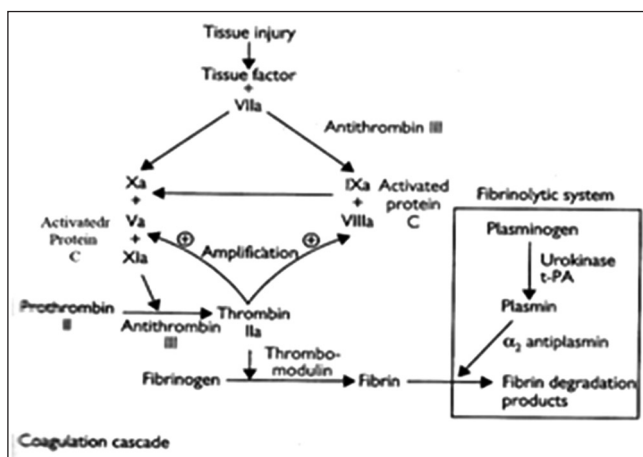 Tissue injury
Tissue factor
+
VIIa
Antithrombin III
Xa
+
Va
+
XIa
Activatedr
Protein
C
IXa
+
VIIIa
Activated
protein
C
+
Amplification
+
Prothrombin
II
Antithrombin
III
Thrombin
IIa
Thrombo-
modulin
Fibrinogen
Fibrin
Fibrinolytic system
Plasminogen
Urokinase
t-PA
Plasmin
α2 antiplasmin
Fibrin degradation
products
Coagulation cascade